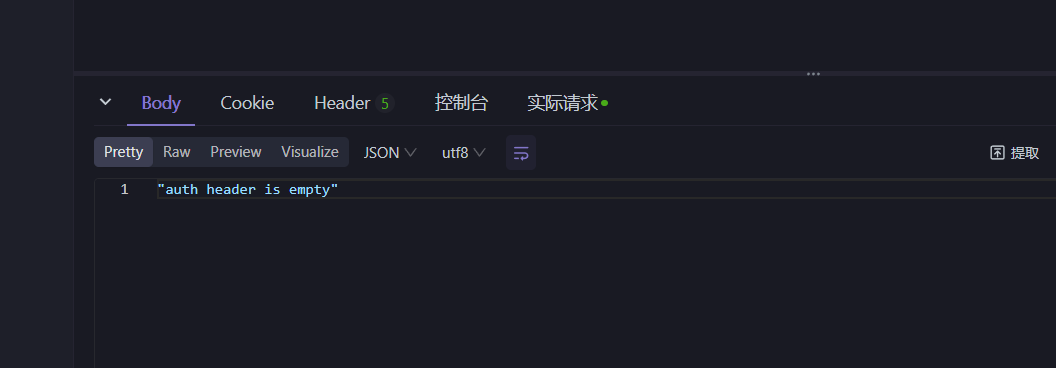 Body Cookie Header 5 控制台 实际请求
Pretty Raw Preview Visualize JSON utf8 提取
1 "auth header is empty"